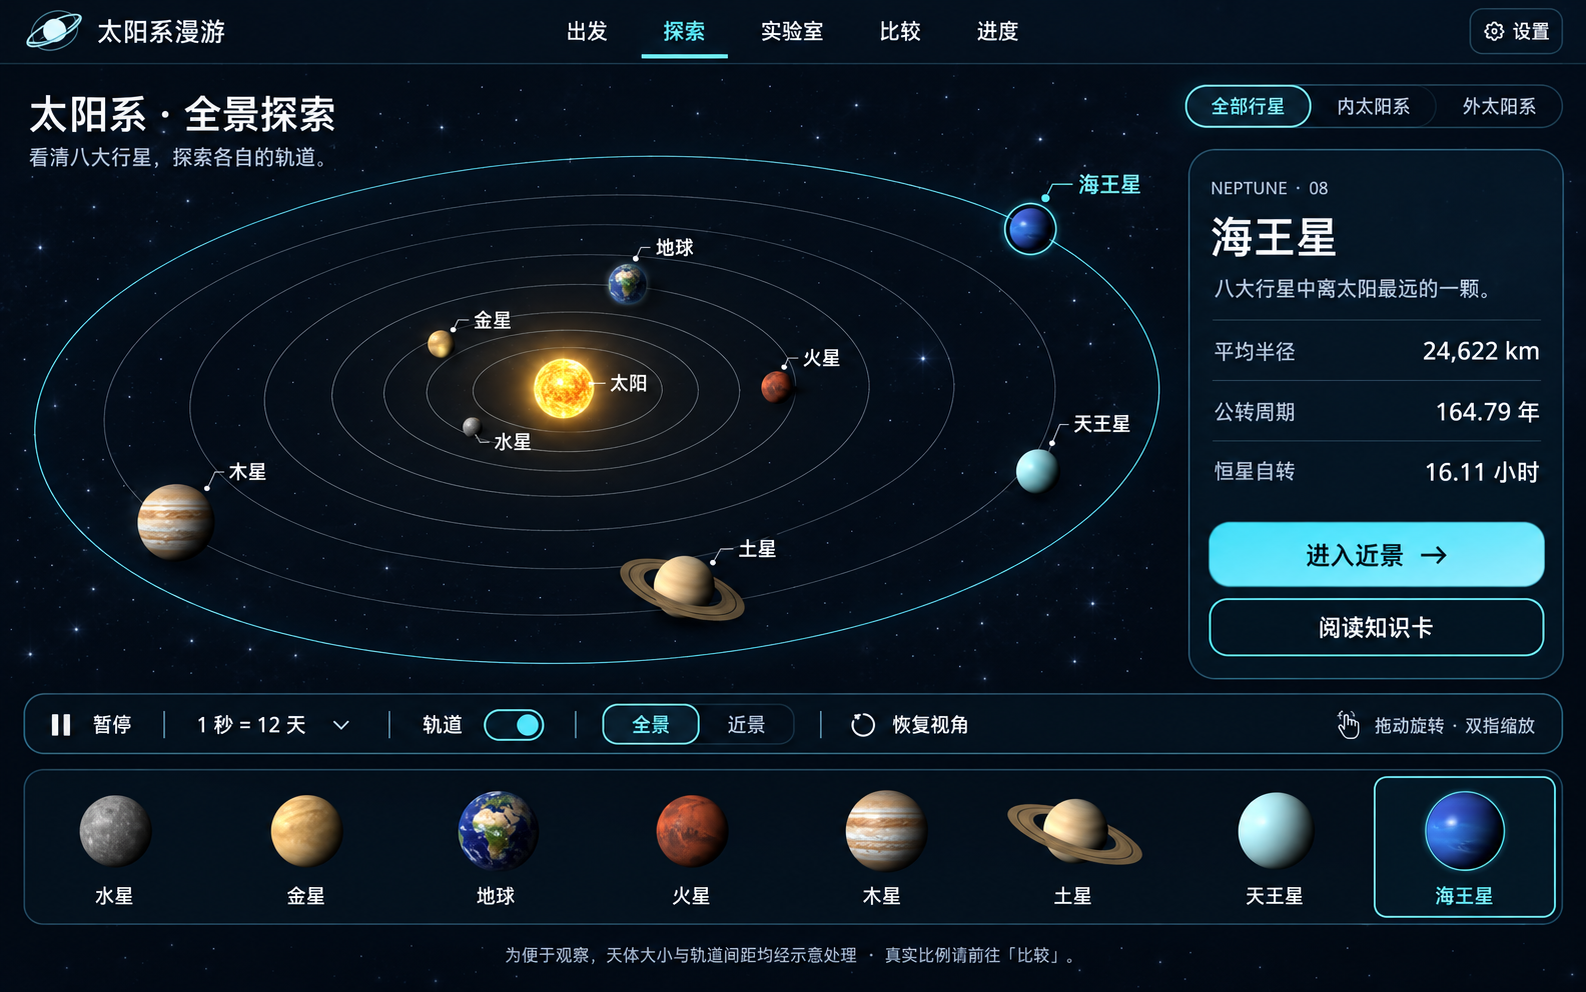 太阳系漫游
出发
探索
实验室
比较
进度
设置
太阳系 · 全景探索
看清八大行星，探索各自的轨道。
全部行星
内太阳系
外太阳系
海王星
地球
金星
火星
太阳
水星
天王星
木星
土星
NEPTUNE · 08
海王星
八大行星中离太阳最远的一颗。
平均半径 24,622 km
公转周期 164.79 年
恒星自转 16.11 小时
进入近景 →
阅读知识卡
暂停
1 秒 = 12 天
轨道
全景
近景
恢复视角
拖动旋转 · 双指缩放
水星
金星
地球
火星
木星
土星
天王星
海王星
为便于观察，天体大小与轨道间距均经示意处理 · 真实比例请前往「比较」。